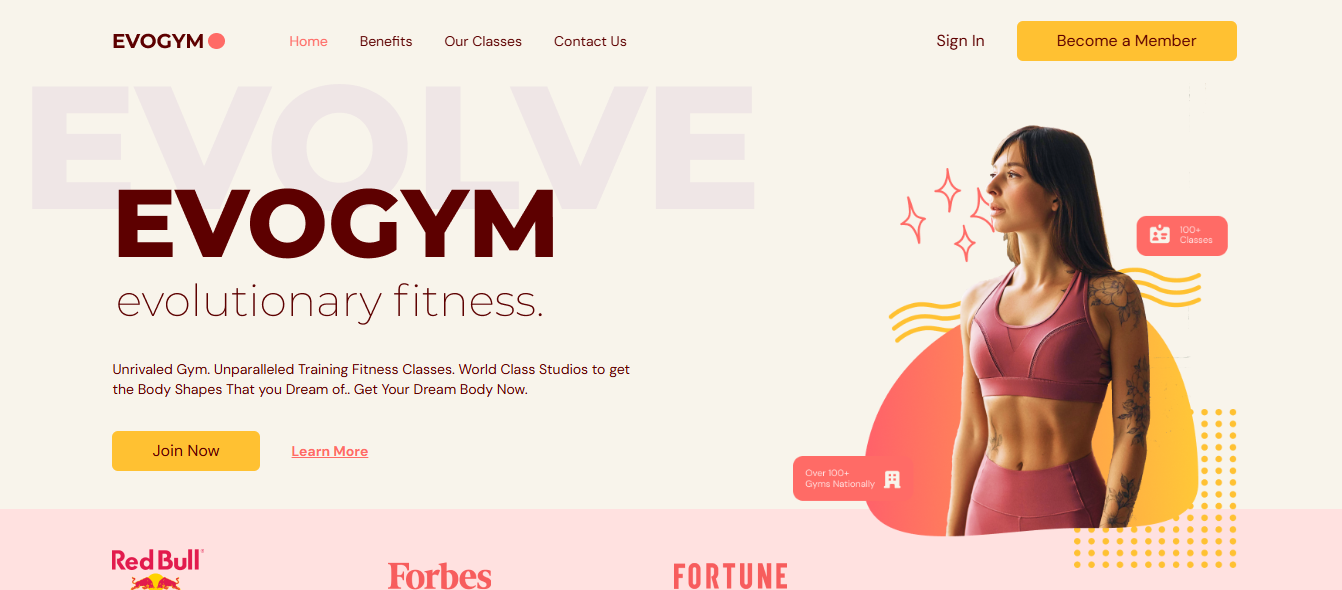 EVOGYM
Home
Benefits
Our Classes
Contact Us
Sign In
Become a Member
EVOLVE
EVOGYM
evolutionary fitness.
Unrivaled Gym. Unparalleled Training Fitness Classes. World Class Studios to get
the Body Shapes That you Dream of.. Get Your Dream Body Now.
Join Now
Learn More
100+
Classes
Over 100+
Gyms Nationally
Red Bull
Forbes
FORTUNE